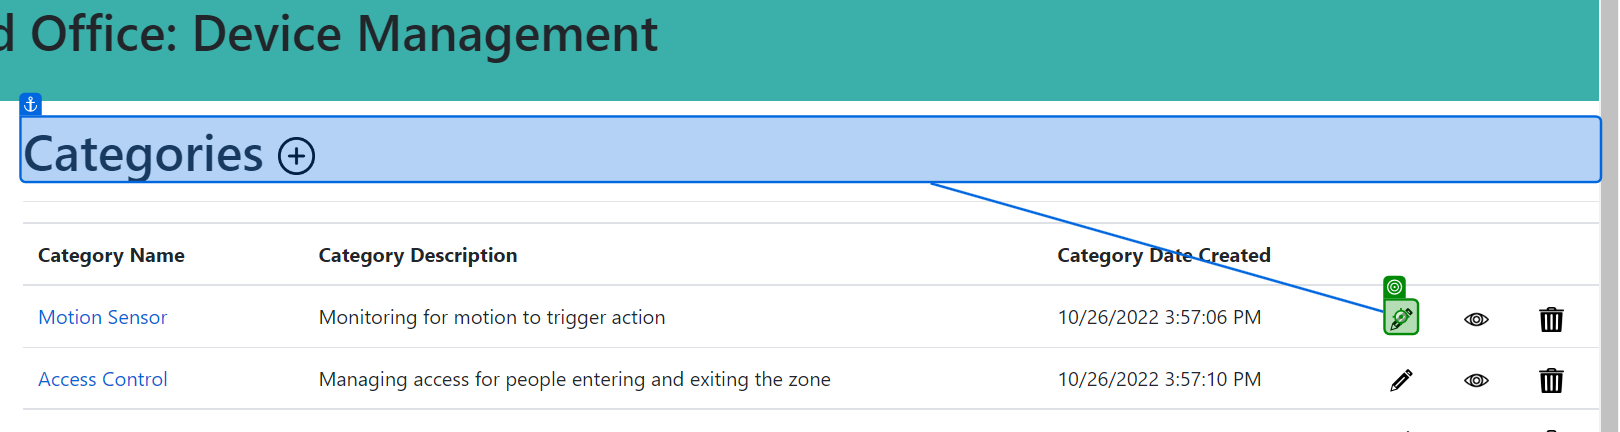 d Office: Device Management
Categories
Category Name Category Description Category Date Created
Motion Sensor Monitoring for motion to trigger action 10/26/2022 3:57:06 PM
Access Control Managing access for people entering and exiting the zone 10/26/2022 3:57:10 PM